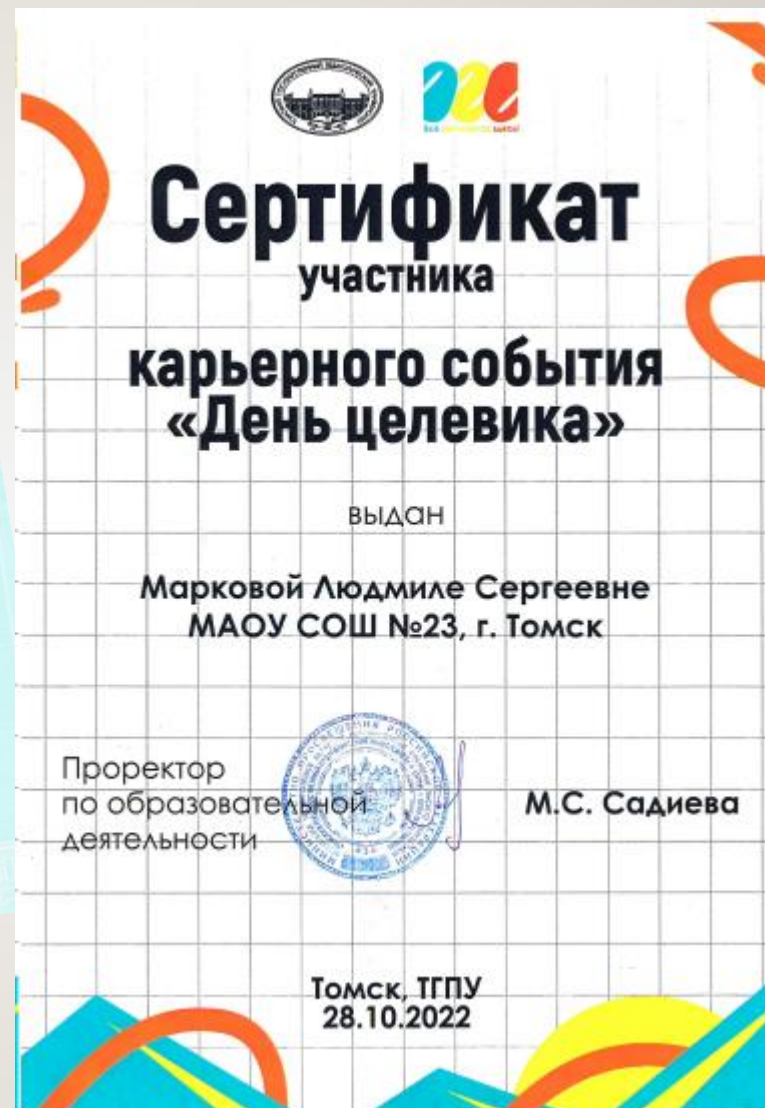 Сертификат
участника
карьерного события
«День целевика»
выдан
Марковой Людмиле Сергеевне
МАОУ СОШ №23, г. Томск
Проректор
по образовательной
деятельности
М.С. Садиева
Томск, ТГПУ
28.10.2022